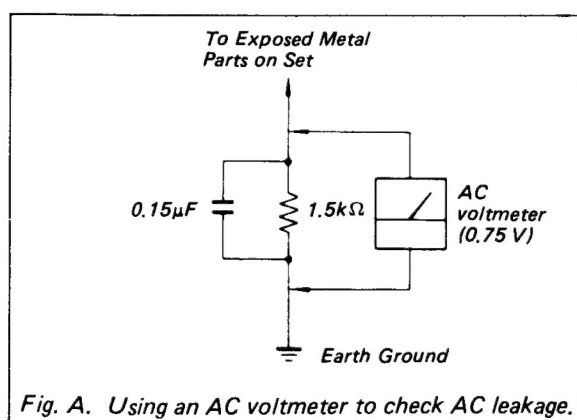 To Exposed Metal
Parts on Set
0.15µF
1.5kΩ
AC
voltmeter
(0.75 V)
Earth Ground
Fig. A. Using an AC voltmeter to check AC leakage.